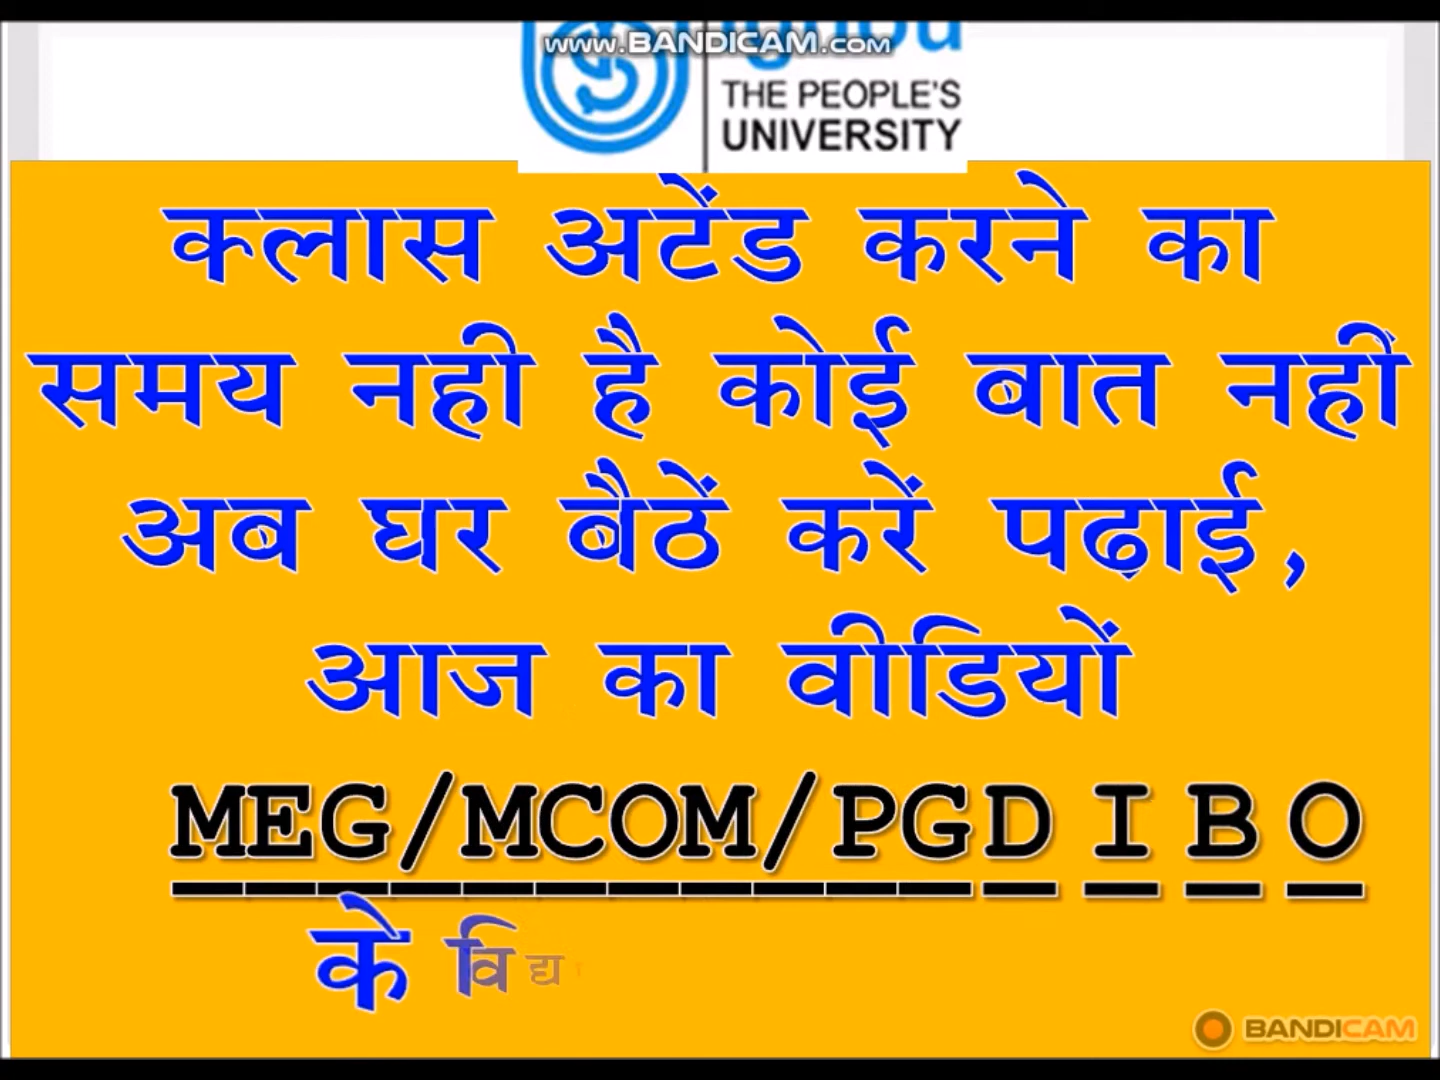 www.BANDICAM.com
THE PEOPLE'S
UNIVERSITY
कलास अटेंड करने का
समय नही है कोई बात नहीं
अब घर बैठें करें पढ़ाई,
आज का वीडियों
MEG/MCOM/PGDIBO
के विद्य
BANDICAM